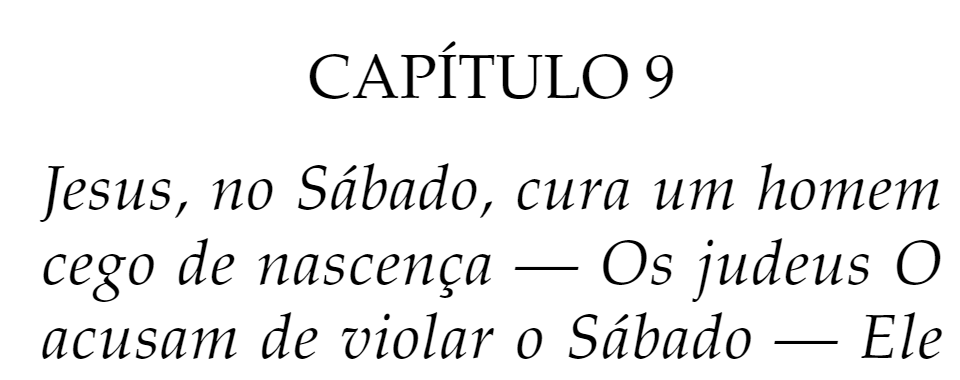 CAPÍTULO 9
Jesus, no Sábado, cura um homem
cego de nascença — Os judeus O
acusam de violar o Sábado — Ele